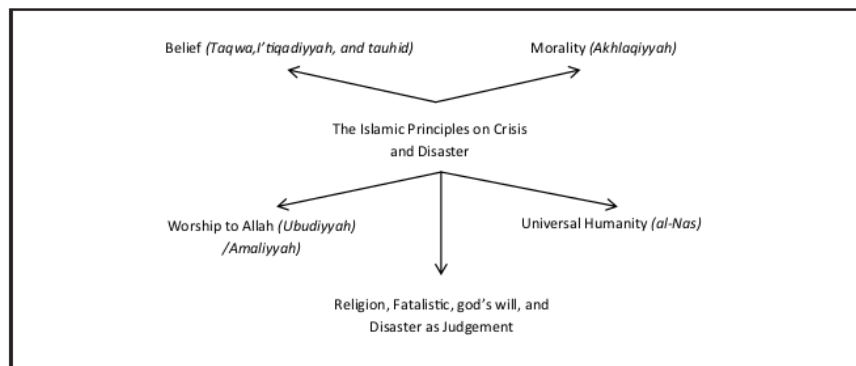 Belief (Taqwa,I'tiqadiyyah, and tauhid)
Morality (Akhlaqiyyah)
The Islamic Principles on Crisis
and Disaster
Worship to Allah (Ubudiyyah)
/Amaliyyah)
Universal Humanity (al-Nas)
Religion, Fatalistic, god's will, and
Disaster as Judgement